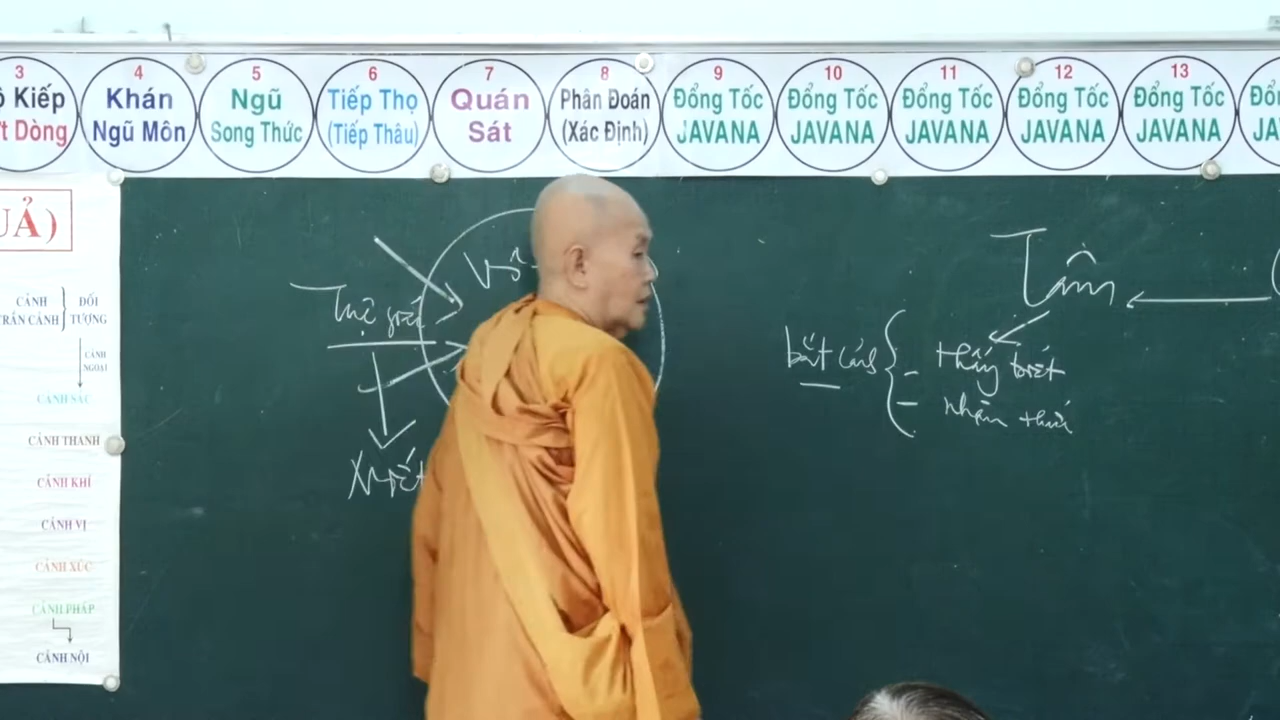 3
Kiếp
Dòng
4
Khán
Ngũ Môn
5
Ngũ
Song Thức
6
Tiếp Thọ
(Tiếp Thâu)
7
Quán
Sát
8
Phân Đoán
(Xác Định)
9
Đổng Tốc
JAVANA
10
Đổng Tốc
JAVANA
11
Đổng Tốc
JAVANA
12
Đổng Tốc
JAVANA
13
Đổng Tốc
JAVANA
UẢ)
CẢNH
TRẦN CẢNH
ĐỐI
TƯỢNG
CẢNH
NGOẠI
CẢNH SẮC
CẢNH THANH
CẢNH KHÍ
CẢNH VỊ
CẢNH XÚC
CẢNH PHÁP
CẢNH NỘI
Tâm
- thấy biết
- nhận thức